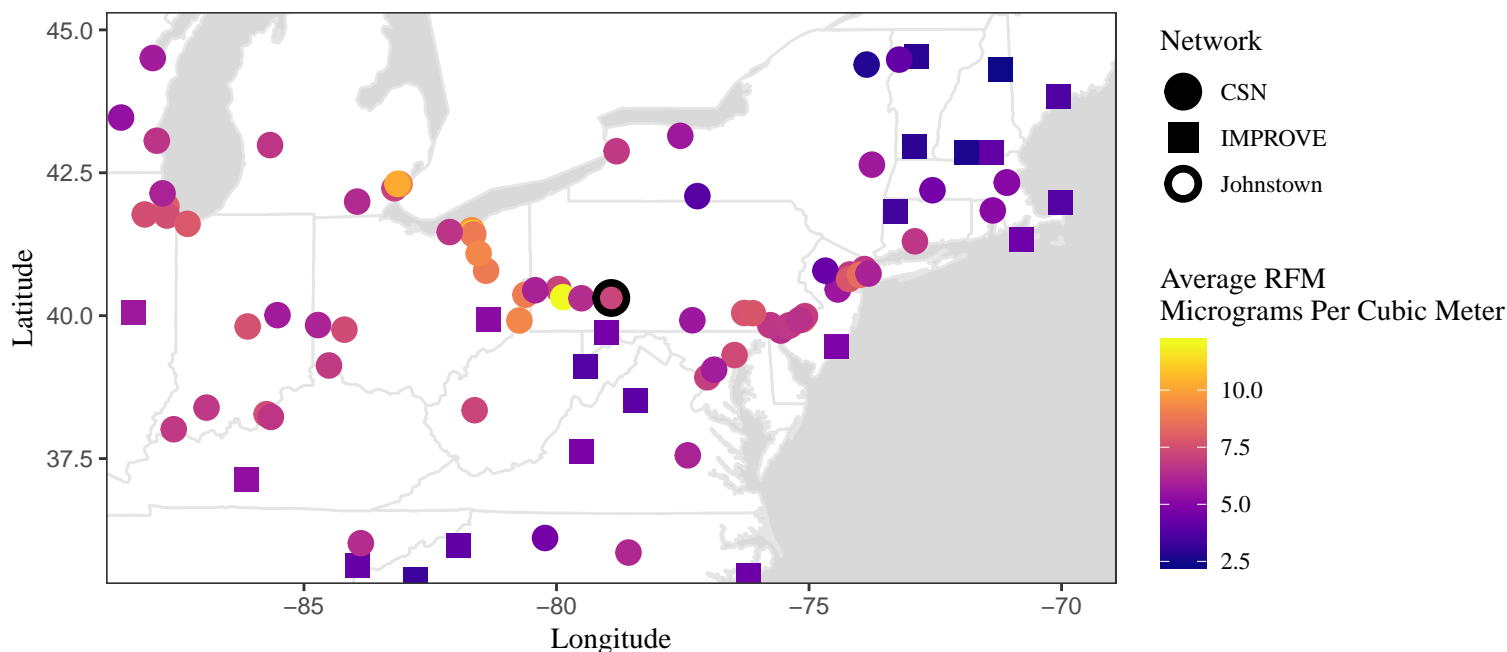 45.0
42.5
40.0
37.5
Latitude
−85
−80
−75
−70
Longitude
Network
CSN
IMPROVE
Johnstown
Average RFM
Micrograms Per Cubic Meter
10.0
7.5
5.0
2.5